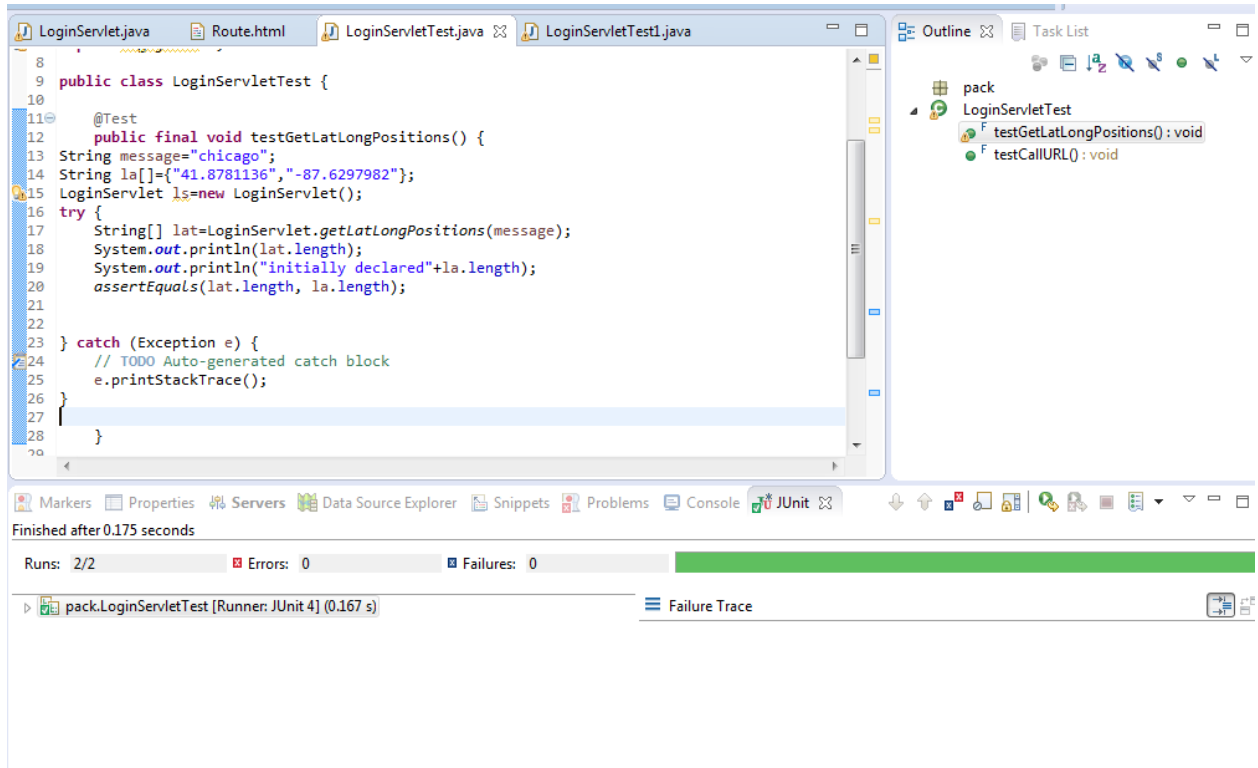 LoginServlet.java Route.html LoginServletTest.java LoginServletTest1.java
8
9 public class LoginServletTest {
10
11 @Test
12 public final void testGetLatLongPositions() {
13 String message="chicago";
14 String la[]={"41.8781136","-87.6297982"};
15 LoginServlet ls=new LoginServlet();
16 try {
17 String[] lat=LoginServlet.getLatLongPositions(message);
18 System.out.println(lat.length);
19 System.out.println("initially declared"+la.length);
20 assertEquals(lat.length, la.length);
21
22
23 } catch (Exception e) {
24 // TODO Auto-generated catch block
25 e.printStackTrace();
26 }
27
28 }
29
Outline Task List
pack
LoginServletTest
F testGetLatLongPositions() : void
F testCallURL() : void
Markers Properties Servers Data Source Explorer Snippets Problems Console JUnit
Finished after 0.175 seconds
Runs: 2/2 Errors: 0 Failures: 0
pack.LoginServletTest [Runner: JUnit 4] (0.167 s)
Failure Trace